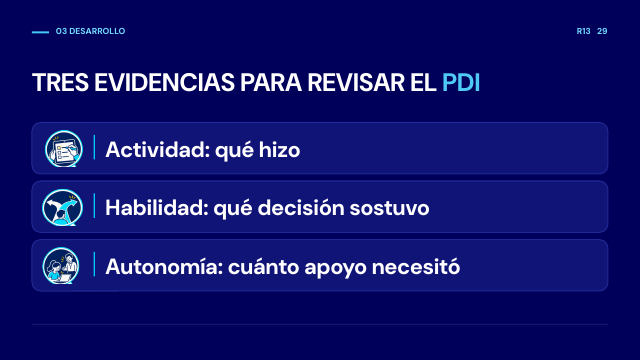 03 DESARROLLO
R13 29
TRES EVIDENCIAS PARA REVISAR EL PDI
Actividad: qué hizo
Habilidad: qué decisión sostuvo
Autonomía: cuánto apoyo necesitó